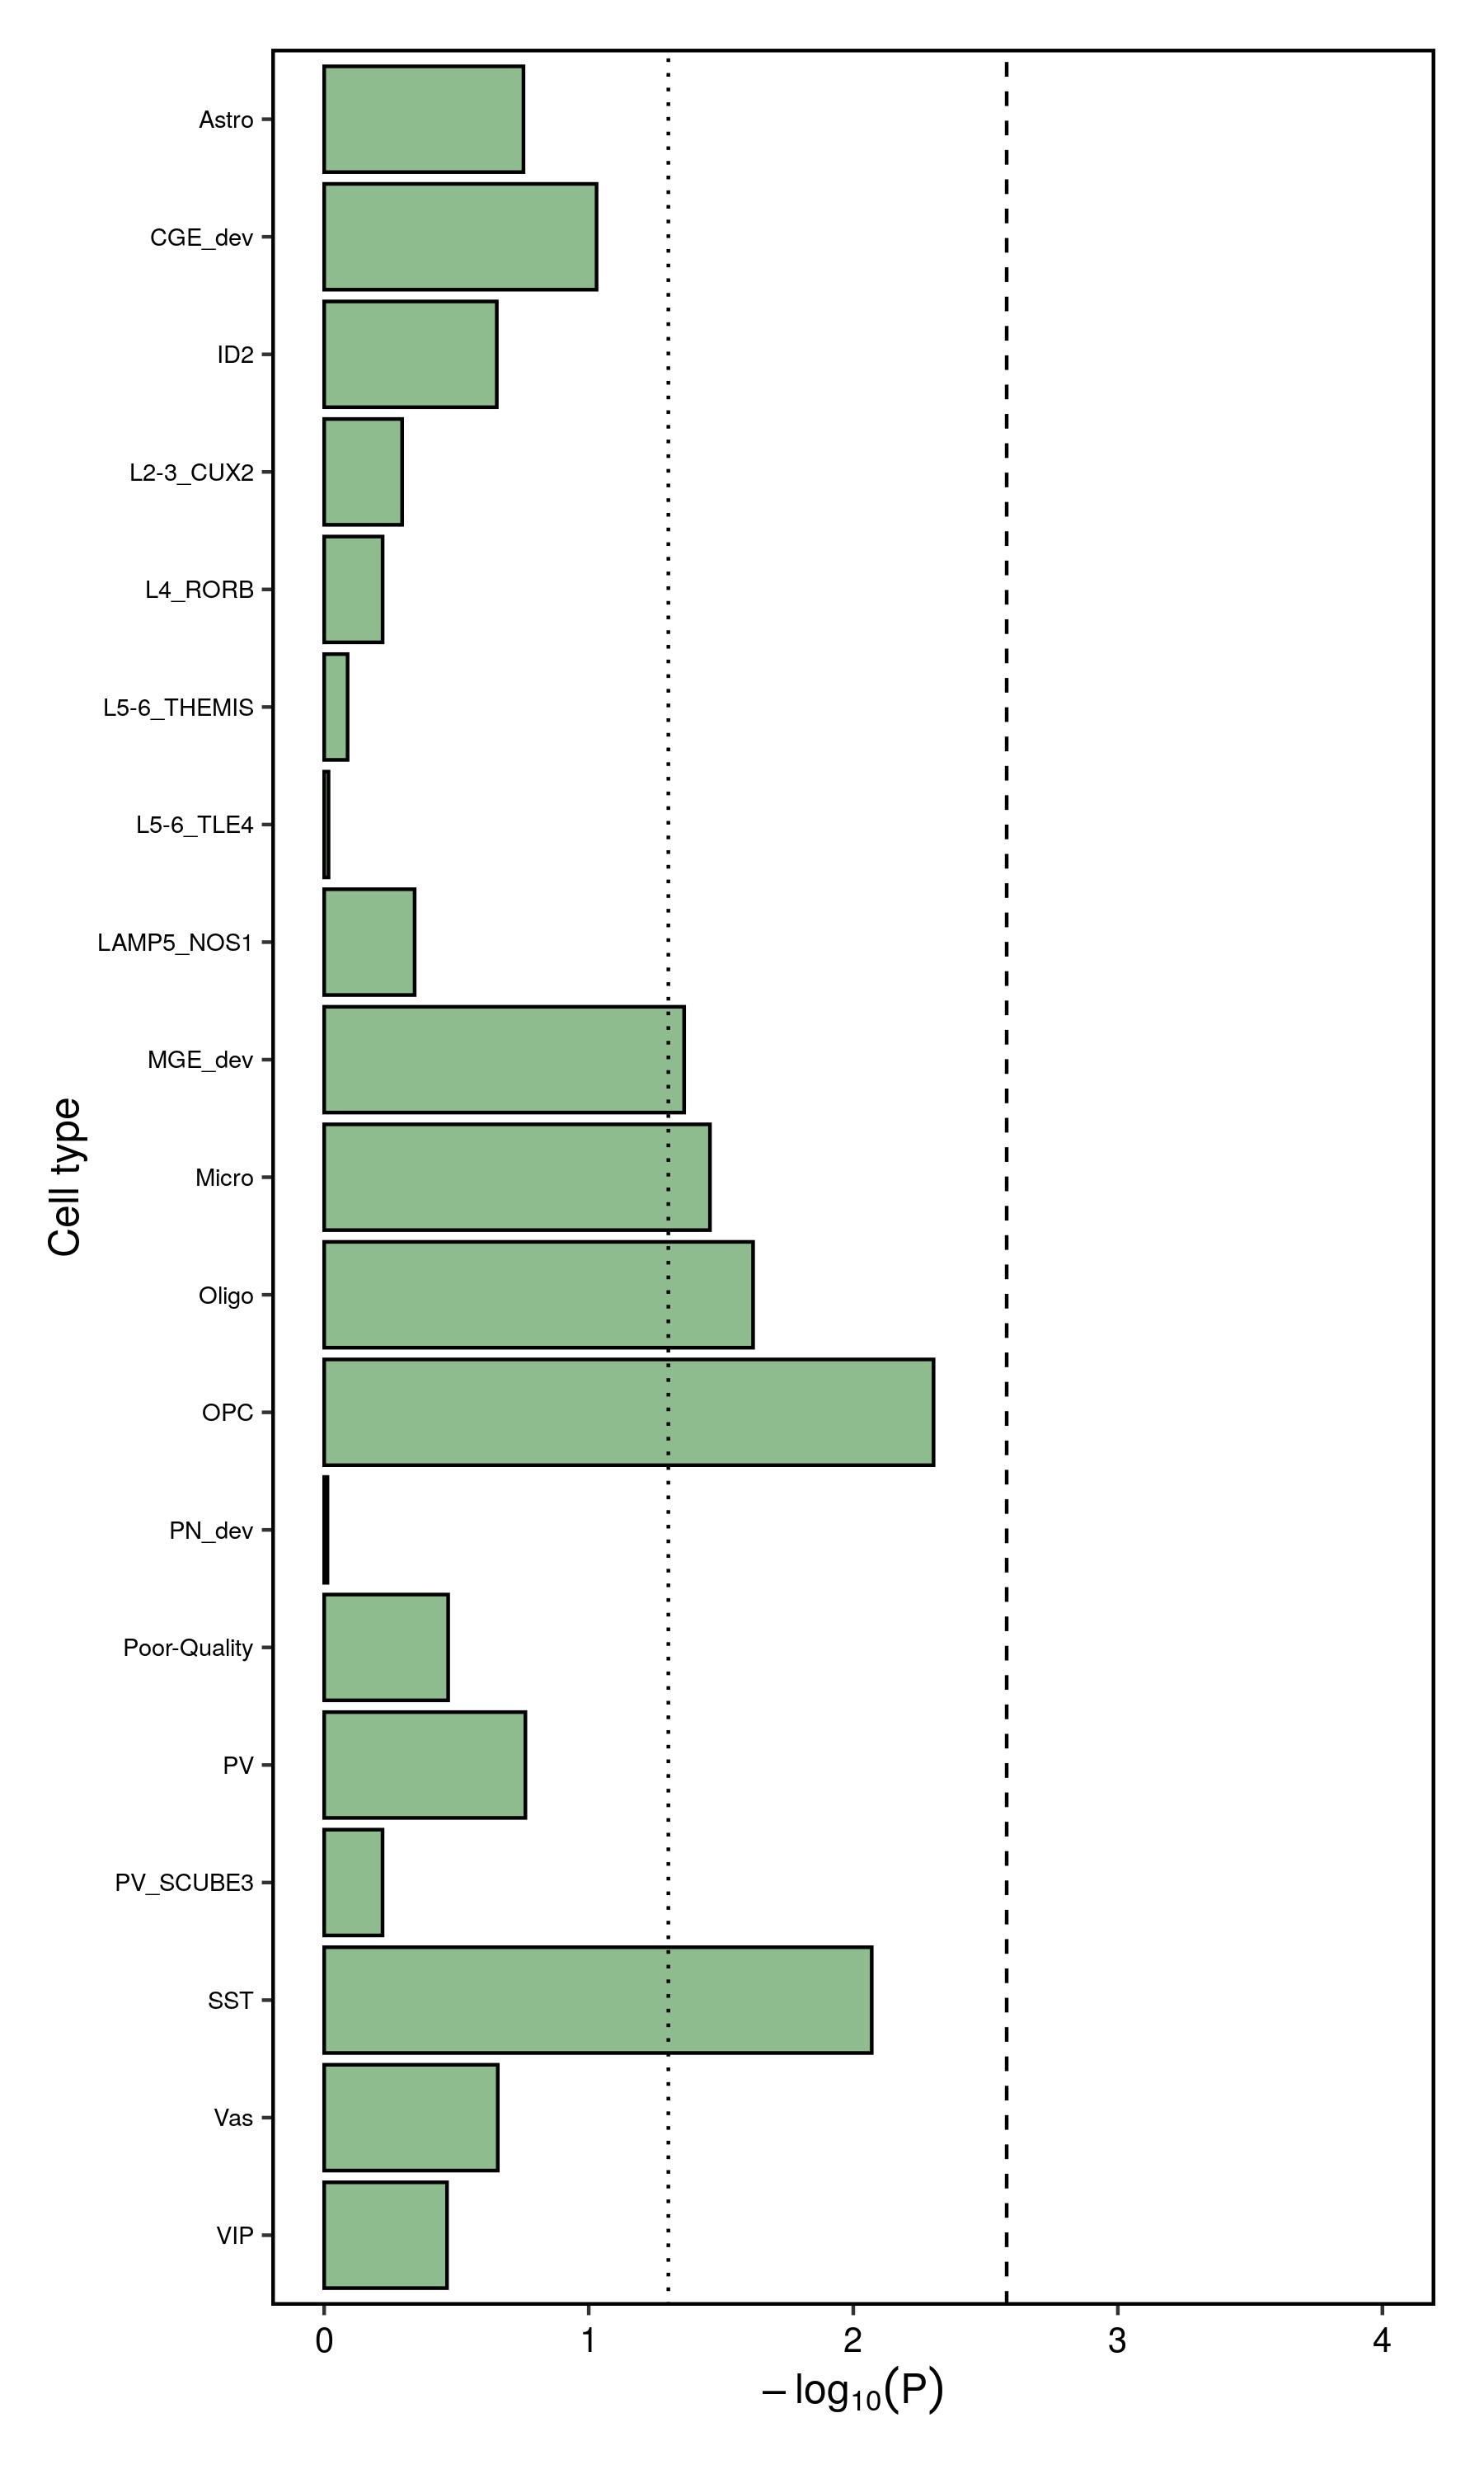 Astro
CGE_dev
ID2
L2-3_CUX2
L4_RORB
L5-6_THEMIS
L5-6_TLE4
LAMP5_NOS1
MGE_dev
Micro
Oligo
OPC
PN_dev
Poor-Quality
PV
PV_SCUBE3
SST
Vas
VIP
Cell type
0 1 2 3 4
− log₁₀(P)